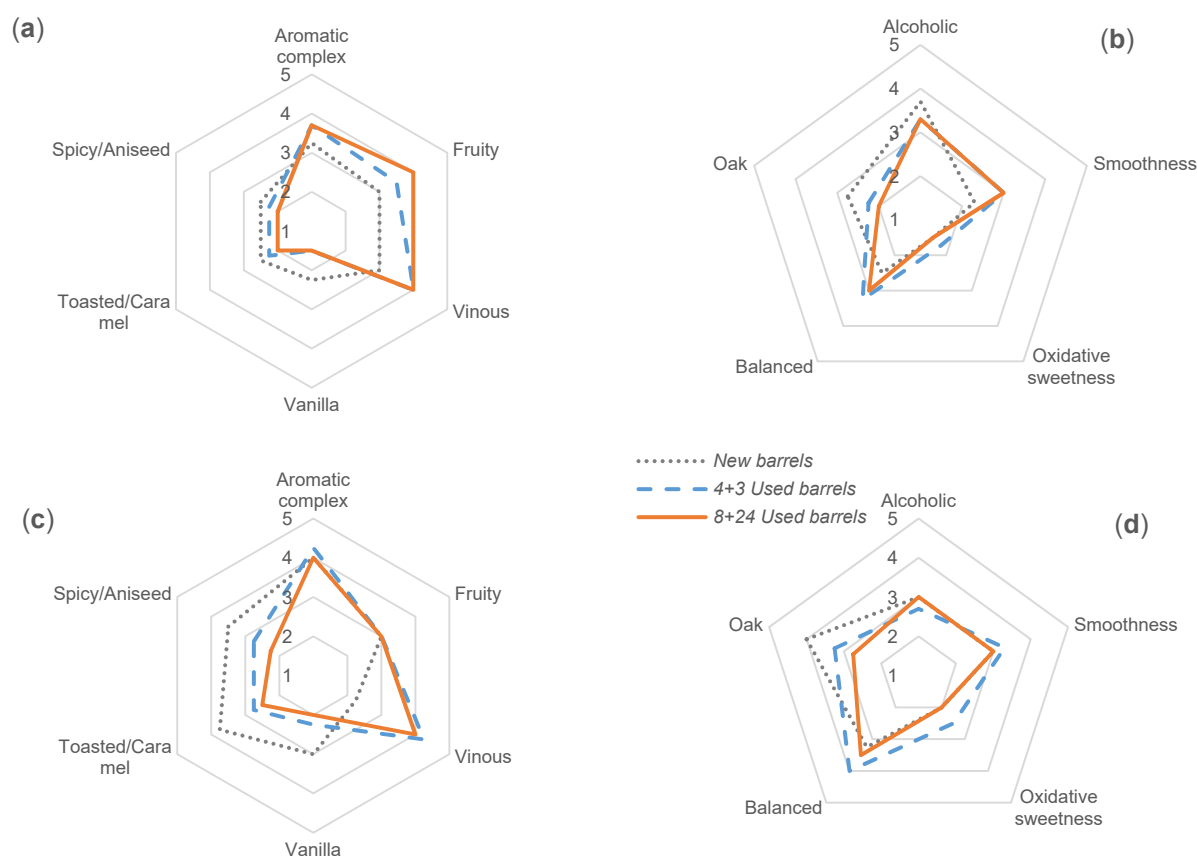 (a)
Aromatic
complex
5
4
3
2
1
Spicy/Aniseed
Fruity
Toasted/Cara
mel
Vinous
Vanilla
(b)
Alcoholic
5
4
3
2
1
Oak
Smoothness
Balanced
Oxidative
sweetness
New barrels
4+3 Used barrels
8+24 Used barrels
(c)
Aromatic
complex
5
4
3
2
1
Spicy/Aniseed
Fruity
Toasted/Cara
mel
Vinous
Vanilla
(d)
Alcoholic
5
4
3
2
1
Oak
Smoothness
Balanced
Oxidative
sweetness